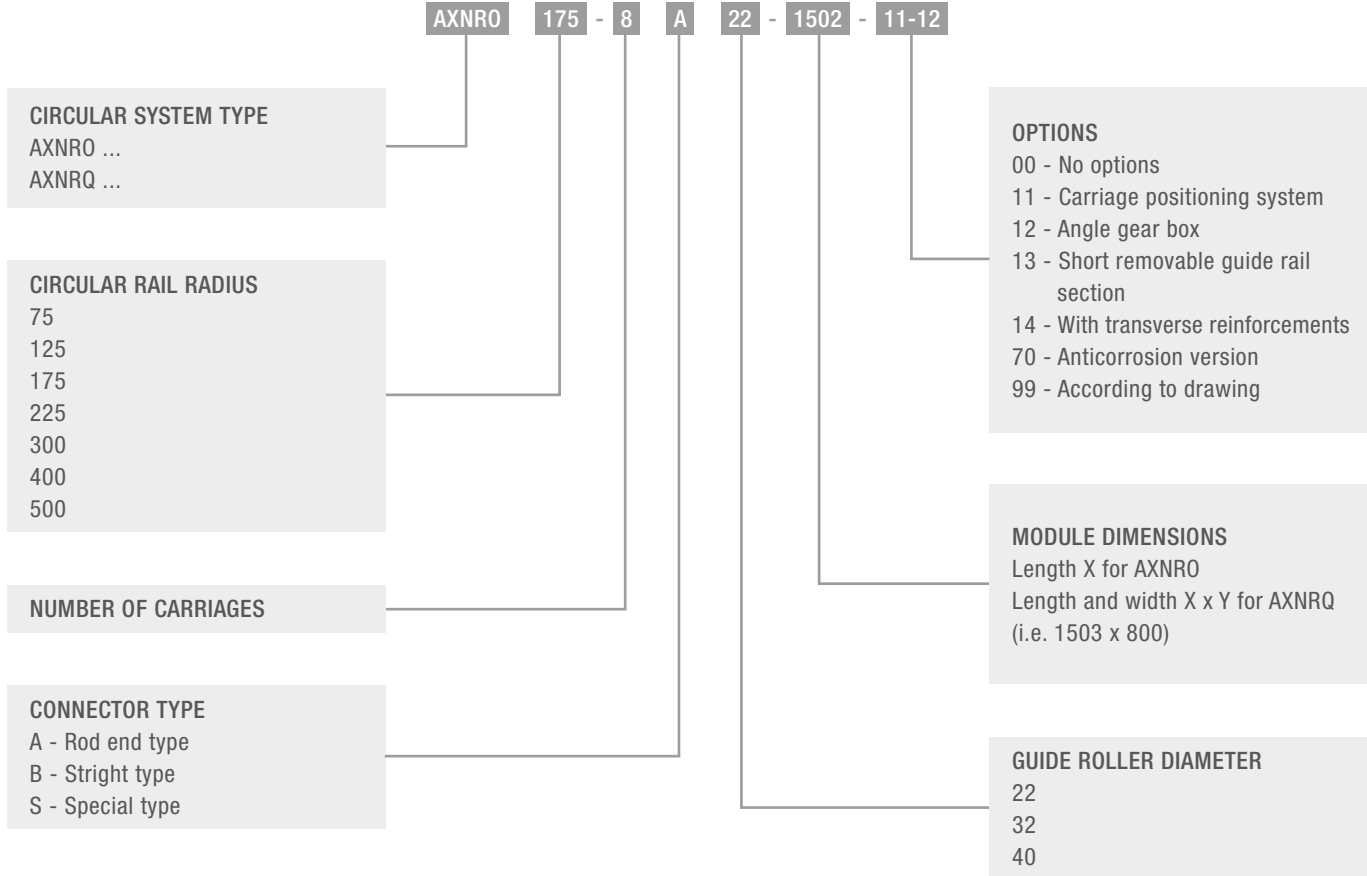 AXNRO 175 - 8 A 22 - 1502 - 11-12
CIRCULAR SYSTEM TYPE
AXNRO ...
AXNRQ ...
CIRCULAR RAIL RADIUS
75
125
175
225
300
400
500
NUMBER OF CARRIAGES
CONNECTOR TYPE
A - Rod end type
B - Stright type
S - Special type
OPTIONS
00 - No options
11 - Carriage positioning system
12 - Angle gear box
13 - Short removable guide rail
section
14 - With transverse reinforcements
70 - Anticorrosion version
99 - According to drawing
MODULE DIMENSIONS
Length X for AXNRO
Length and width X x Y for AXNRQ
(i.e. 1503 x 800)
GUIDE ROLLER DIAMETER
22
32
40